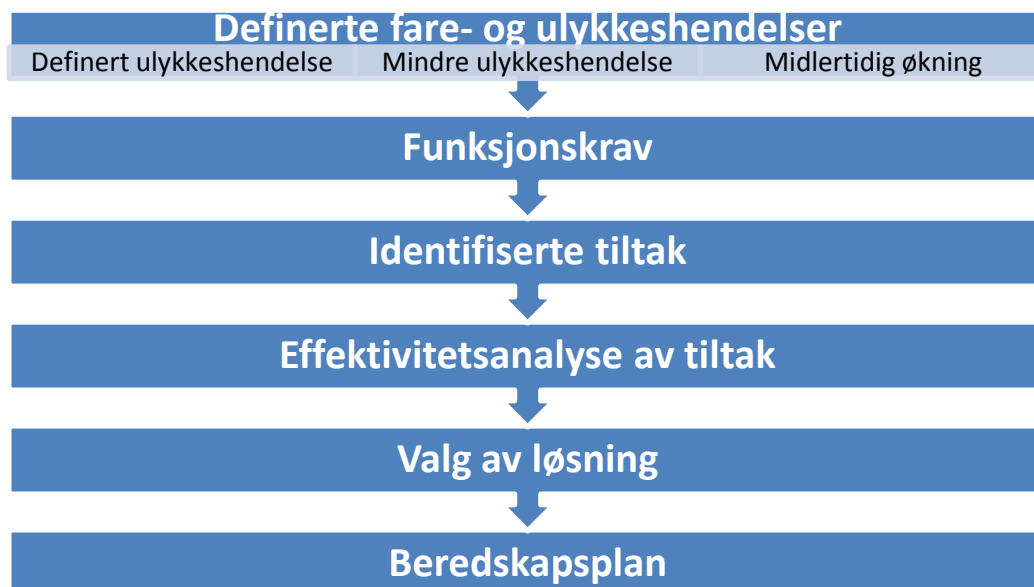 Definerte fare- og ulykkeshendelser
Definert ulykkeshendelse Mindre ulykkeshendelse Midlertidig økning
Funksjonskrav
Identifiserte tiltak
Effektivitetsanalyse av tiltak
Valg av løsning
Beredskapsplan